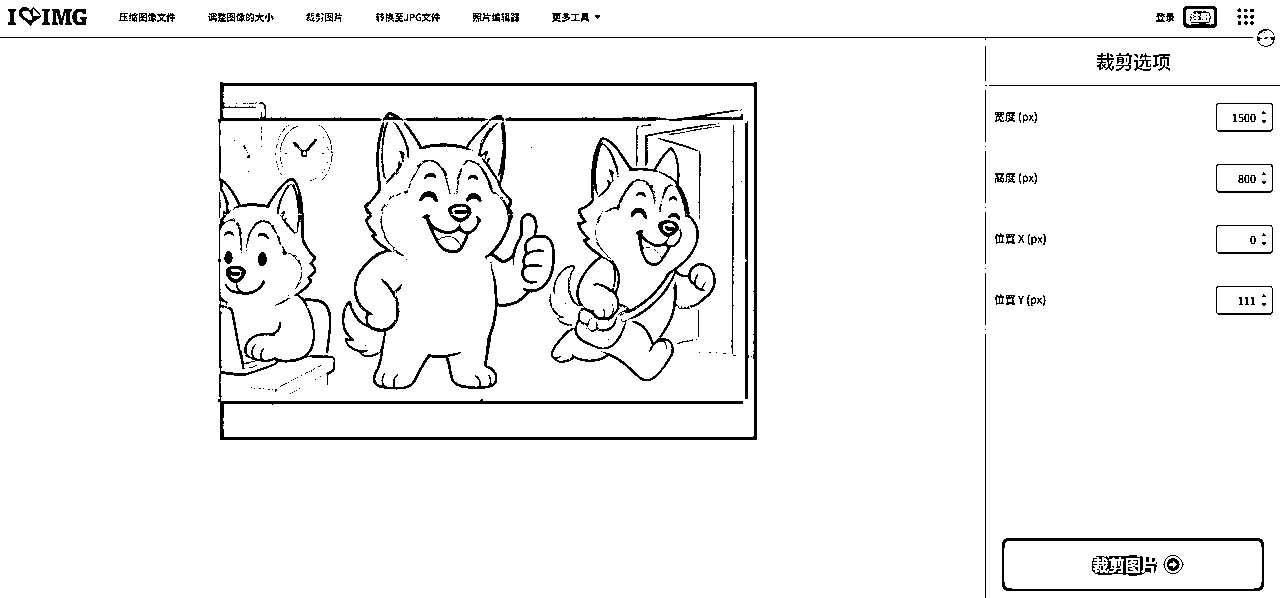 I IMG 压缩图像文件 调整图像的大小 裁剪图片 转换至JPG文件 照片编辑器 更多工具 登录 注册
裁剪选项
宽度 (px) 1500
高度 (px) 800
位置 X (px) 0
位置 Y (px) 111
裁剪图片